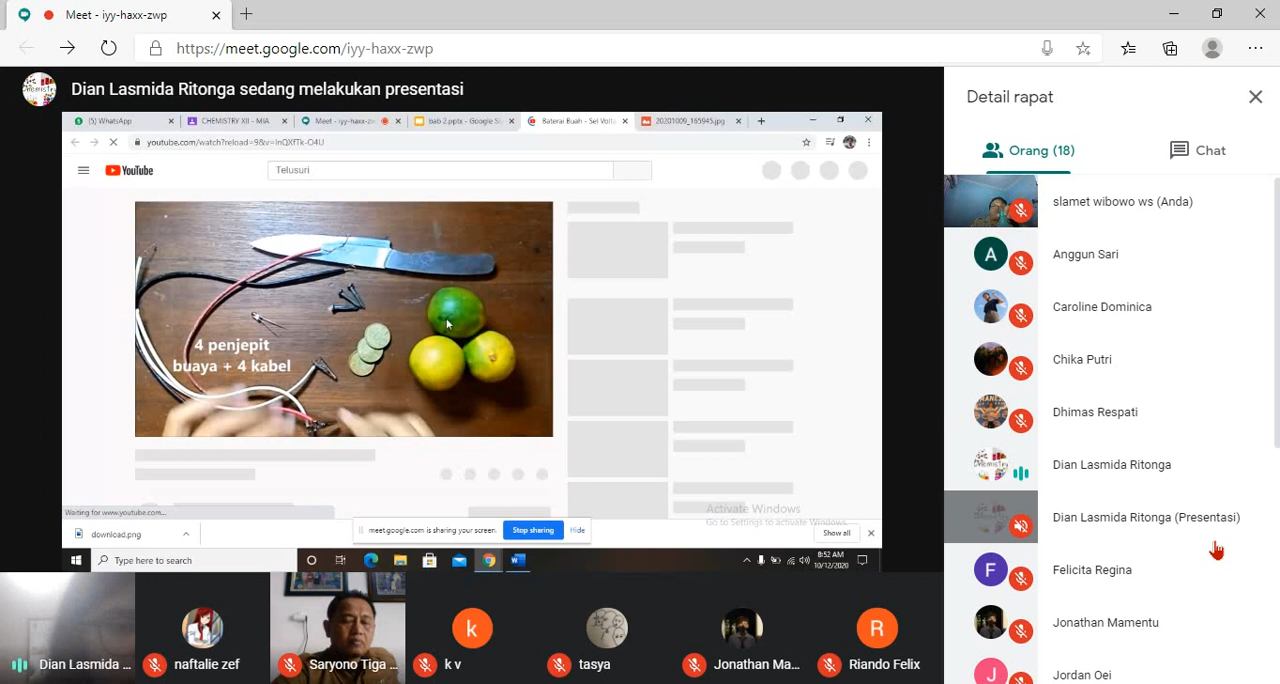 Meet - iyy-haxx-zwp
https://meet.google.com/iyy-haxx-zwp
Dian Lasmida Ritonga sedang melakukan presentasi
(5) WhatsApp
CHEMISTRY XII - MIA
Meet - iyy-haxx-zw
bab 2.pptx - Google S
Baterai Buah - Sel Volta
20201009_165945.jpg
youtube.com/watch?reload=9&v=InQXfTk-O4U
YouTube
Telusuri
4 penjepit
buaya + 4 kabel
Waiting for www.youtube.com...
Activate Windows
Go to Settings to activate Windows.
download.png
meet.google.com is sharing your screen.
Stop sharing
Hide
Show all
Type here to search
8:52 AM
10/12/2020
Dian Lasmida ...
naftalie zef
Saryono Tiga ...
k
k v
tasya
Jonathan Ma...
R
Riando Felix
Detail rapat
Orang (18)
Chat
slamet wibowo ws (Anda)
A
Anggun Sari
Caroline Dominica
Chika Putri
Dhimas Respati
Dian Lasmida Ritonga
Dian Lasmida Ritonga (Presentasi)
F
Felicita Regina
Jonathan Mamentu
J
Jordan Oei